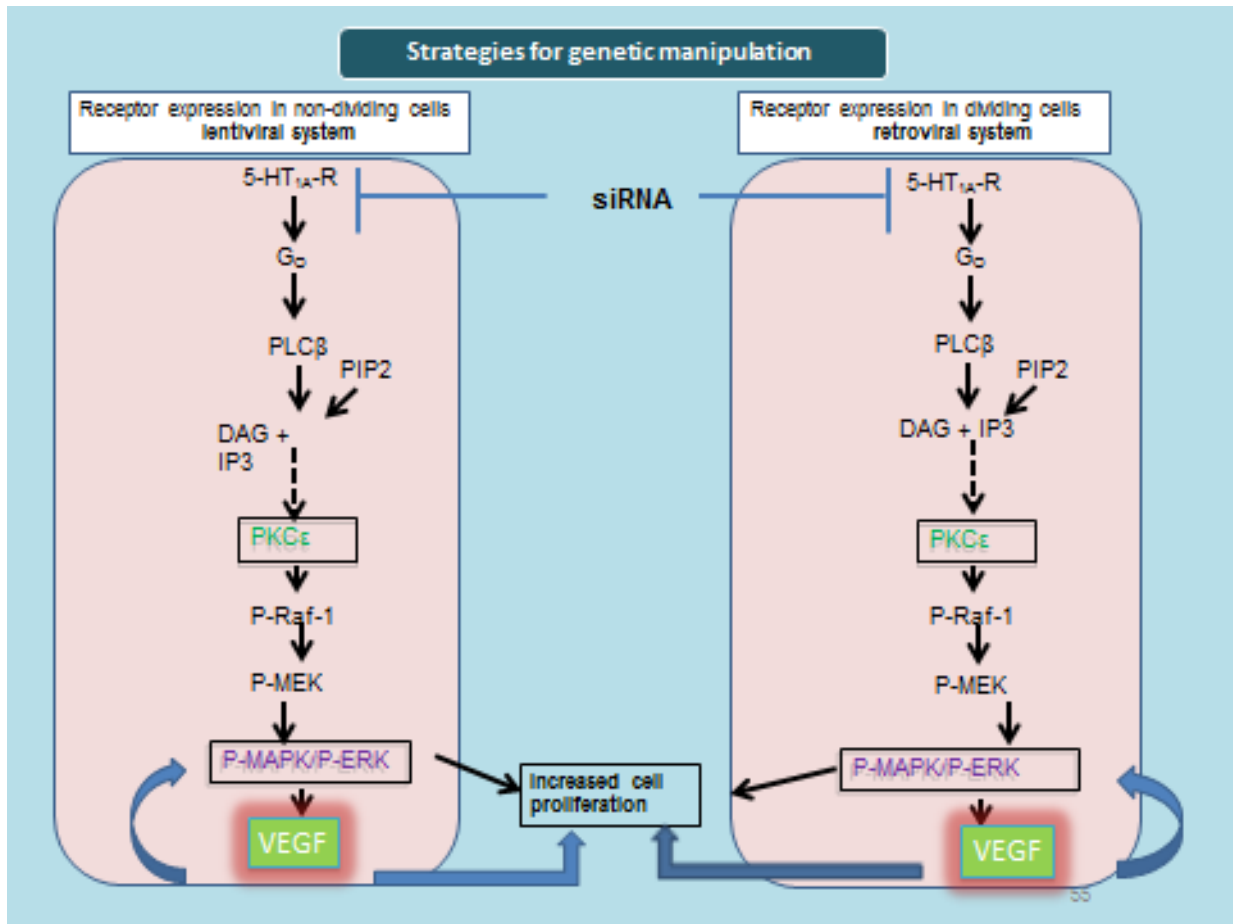 Strategies for genetic manipulation
Receptor expression in non-dividing cells
lentiviral system
Receptor expression in dividing cells
retroviral system
5-HT₁ₐ-R
siRNA
5-HT₁ₐ-R
Gₒ
Gₒ
PLCβ
PIP2
PLCβ
PIP2
DAG +
IP3
DAG + IP3
PKCε
PKCε
P-Raf-1
P-Raf-1
P-MEK
P-MEK
P-MAPK/P-ERK
P-MAPK/P-ERK
Increased cell
proliferation
VEGF
VEGF
55